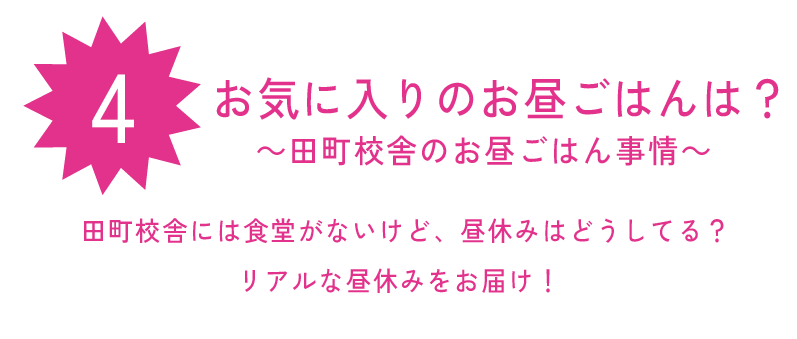 4
お気に入りのお昼ごはんは？
～田町校舎のお昼ごはん事情～
田町校舎には食堂がないけど、昼休みはどうしてる？
リアルな昼休みをお届け！